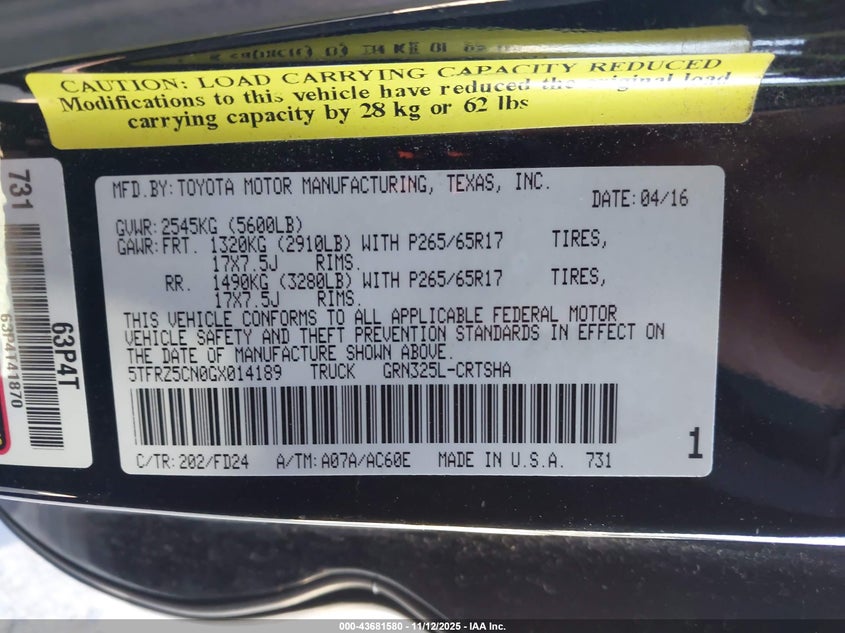 CAUTION: LOAD CARRYING CAPACITY REDUCED
Modifications to this vehicle have reduced the original load
carrying capacity by 28 kg or 62 lbs
MFD.BY: TOYOTA MOTOR MANUFACTURING, TEXAS, INC.
DATE: 04/16
GVWR: 2545KG (5600LB)
GAWR: FRT. 1320KG (2910LB) WITH P265/65R17 TIRES,
17X7.5J RIMS.
RR. 1490KG (3280LB) WITH P265/65R17 TIRES,
17X7.5J RIMS.
THIS VEHICLE CONFORMS TO ALL APPLICABLE FEDERAL MOTOR
VEHICLE SAFETY AND THEFT PREVENTION STANDARDS IN EFFECT ON
THE DATE OF MANUFACTURE SHOWN ABOVE.
5TFRZ5CN0GX014189 TRUCK GRN325L-CRTSHA
C/TR: 202/FD24 A/TM: A07A/AC60E MADE IN U.S.A. 731
1
731
63P4T
63P4T41870
000-43681580 - 11/12/2025 - IAA Inc.